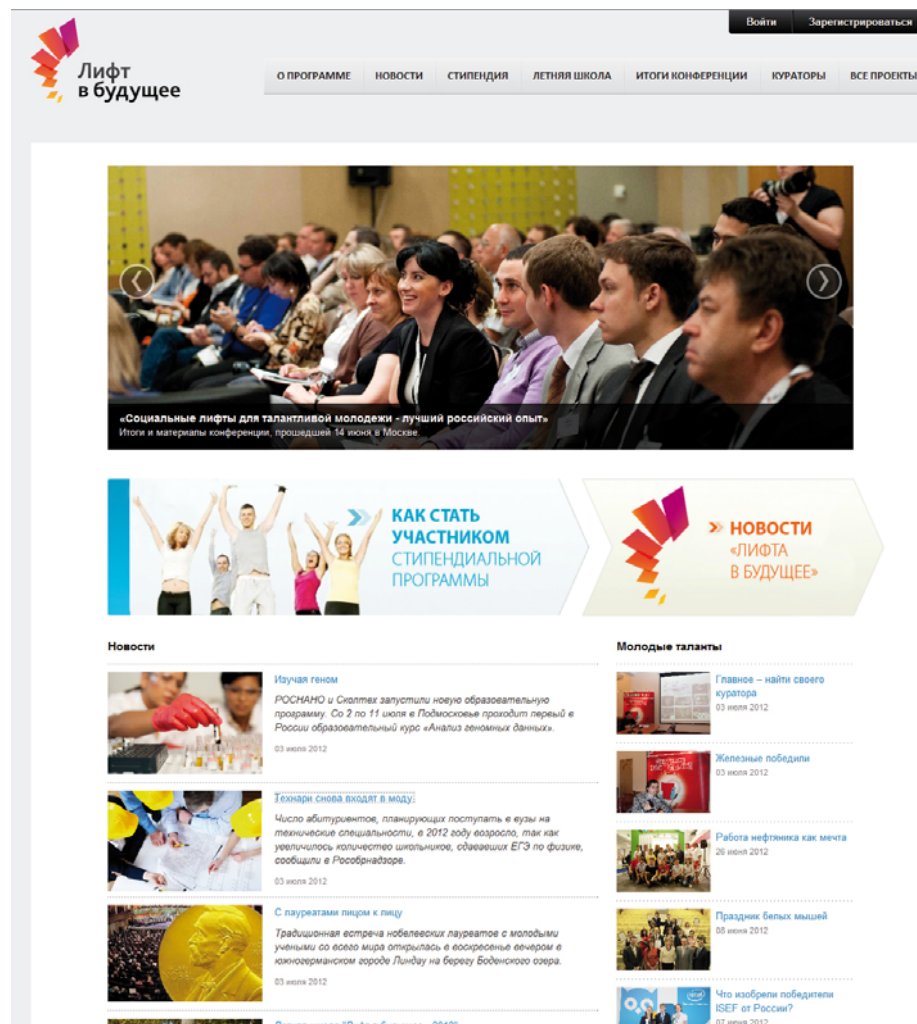 Войти Зарегистрироваться
Лифт
в будущее
О ПРОГРАММЕ НОВОСТИ СТИПЕНДИЯ ЛЕТНЯЯ ШКОЛА ИТОГИ КОНФЕРЕНЦИИ КУРАТОРЫ ВСЕ ПРОЕКТЫ
«Социальные лифты для талантливой молодежи - лучший российский опыт»
Итоги и материалы конференции, прошедшей 14 июня в Москве
КАК СТАТЬ
УЧАСТНИКОМ
СТИПЕНДИАЛЬНОЙ
ПРОГРАММЫ
НОВОСТИ
«ЛИФТА
В БУДУЩЕЕ»
Новости
Изучая геном
РОСНАНО и Сколтех запустили новую образовательную
программу. Со 2 по 11 июля в Подмосковье проходит первый в
России образовательный курс «Анализ геномных данных».
03 июля 2012
Технари снова входят в моду
Число абитуриентов, планирующих поступать в вузы на
технические специальности, в 2012 году возросло, так как
увеличилось количество школьников, сдававших ЕГЭ по физике,
сообщили в Рособрнадзоре.
03 июля 2012
С лауреатами лицом к лицу
Традиционная встреча нобелевских лауреатов с молодыми
учеными со всего мира открылась в воскресенье вечером в
южногерманском городе Линдау на берегу Боденского озера.
03 июля 2012
Молодые таланты
Главное – найти своего
куратора
03 июля 2012
Железные победили
03 июля 2012
Работа нефтяника как мечта
26 июня 2012
Праздник белых мышей
08 июня 2012
Что изобрели победители
ISEF от России?
07 июня 2012
intel